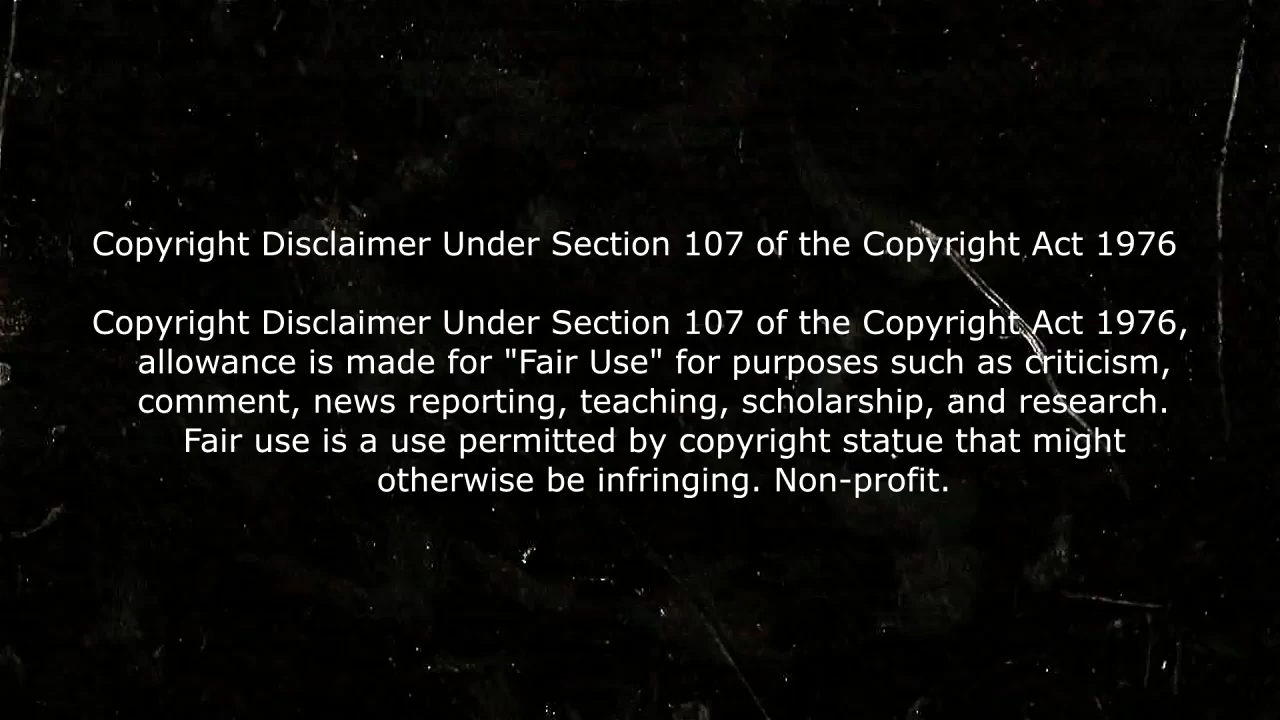 Copyright Disclaimer Under Section 107 of the Copyright Act 1976
Copyright Disclaimer Under Section 107 of the Copyright Act 1976,
allowance is made for "Fair Use" for purposes such as criticism,
comment, news reporting, teaching, scholarship, and research.
Fair use is a use permitted by copyright statue that might
otherwise be infringing. Non-profit.